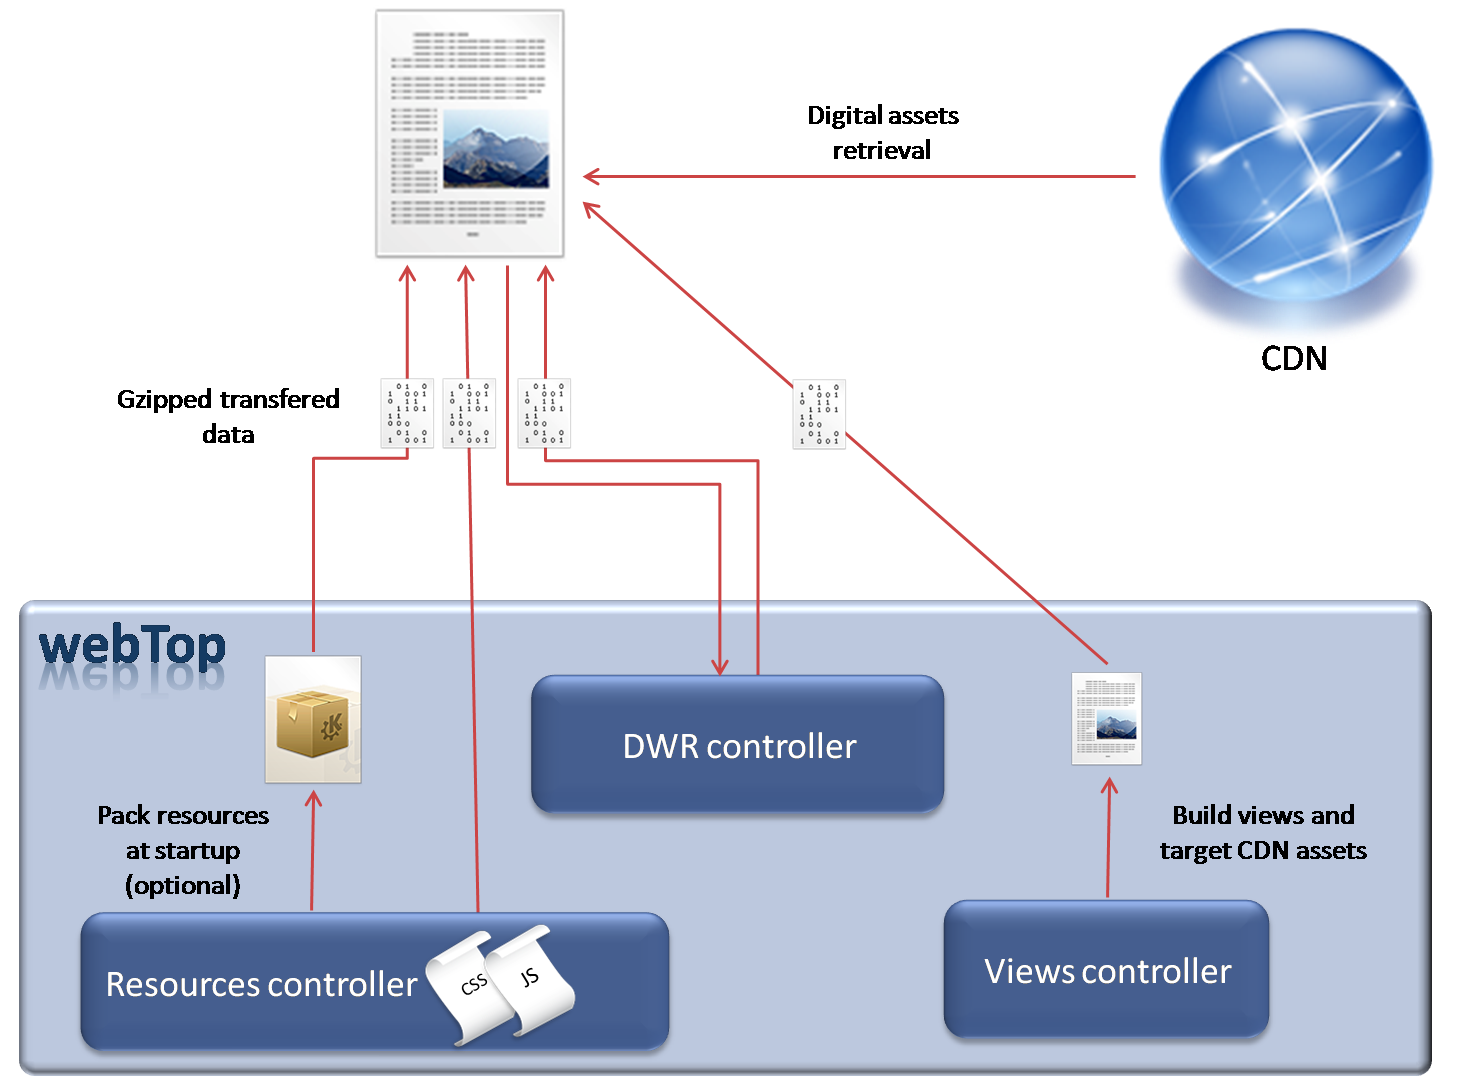 Digital assets
retrieval
CDN
Gzipped transfered
data
webTop
DWR controller
Pack resources
at startup
(optional)
Build views and
target CDN assets
Resources controller
CSS
JS
Views controller